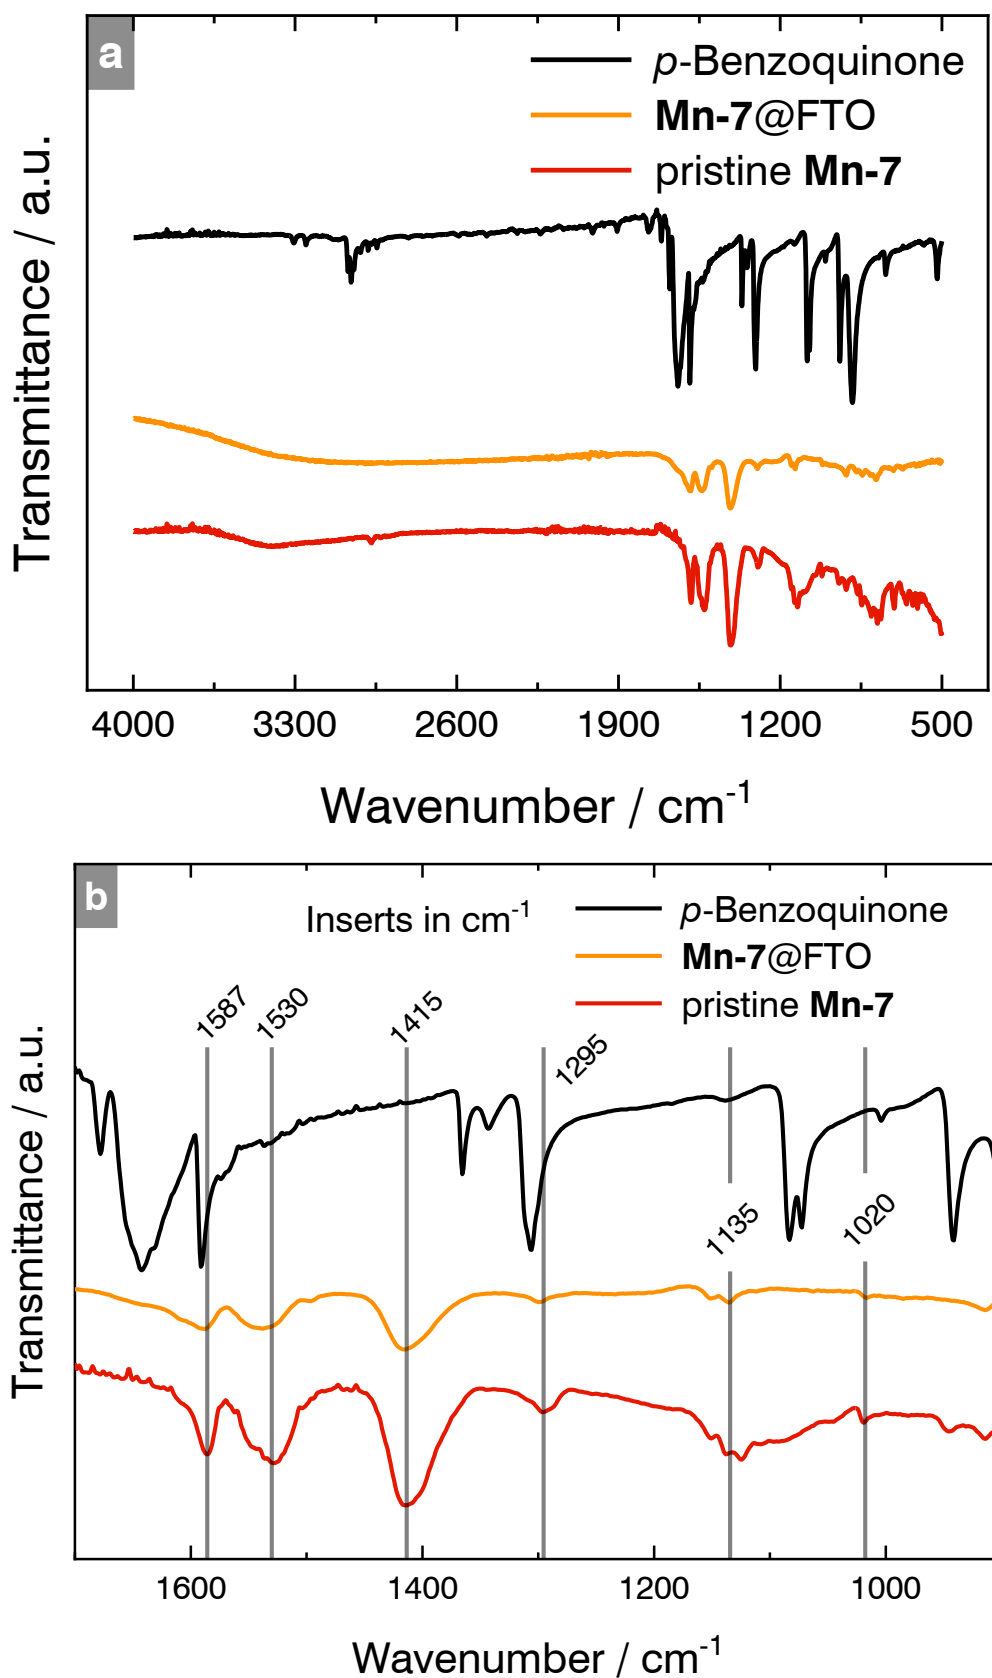 a
p-Benzoquinone
Mn-7@FTO
pristine Mn-7
Transmittance / a.u.
4000 3300 2600 1900 1200 500
Wavenumber / cm-1
b
Inserts in cm-1
p-Benzoquinone
Mn-7@FTO
pristine Mn-7
1587 1530 1415 1295
1135 1020
Transmittance / a.u.
1600 1400 1200 1000
Wavenumber / cm-1